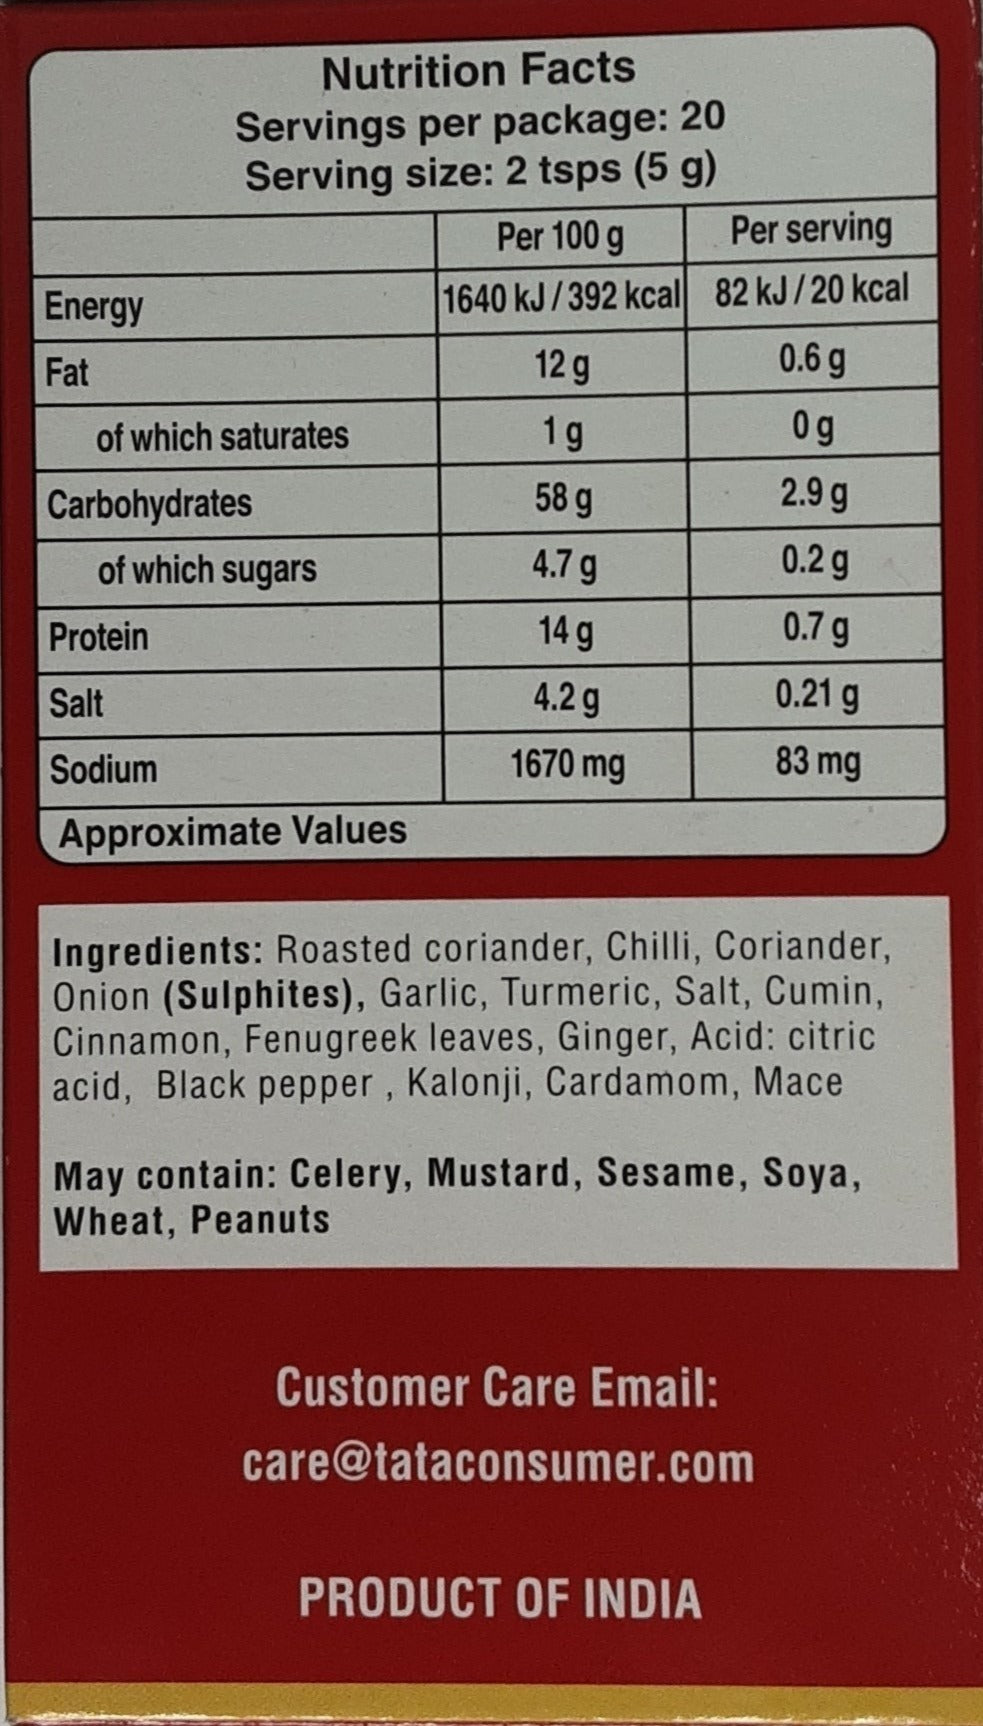 Nutrition Facts
Servings per package: 20
Serving size: 2 tsps (5 g)
Per 100 g Per serving
Energy 1640 kJ / 392 kcal 82 kJ / 20 kcal
Fat 12 g 0.6 g
of which saturates 1 g 0 g
Carbohydrates 58 g 2.9 g
of which sugars 4.7 g 0.2 g
Protein 14 g 0.7 g
Salt 4.2 g 0.21 g
Sodium 1670 mg 83 mg
Approximate Values
Ingredients: Roasted coriander, Chilli, Coriander,
Onion (Sulphites), Garlic, Turmeric, Salt, Cumin,
Cinnamon, Fenugreek leaves, Ginger, Acid: citric
acid, Black pepper , Kalonji, Cardamom, Mace
May contain: Celery, Mustard, Sesame, Soya,
Wheat, Peanuts
Customer Care Email:
care@tataconsumer.com
PRODUCT OF INDIA